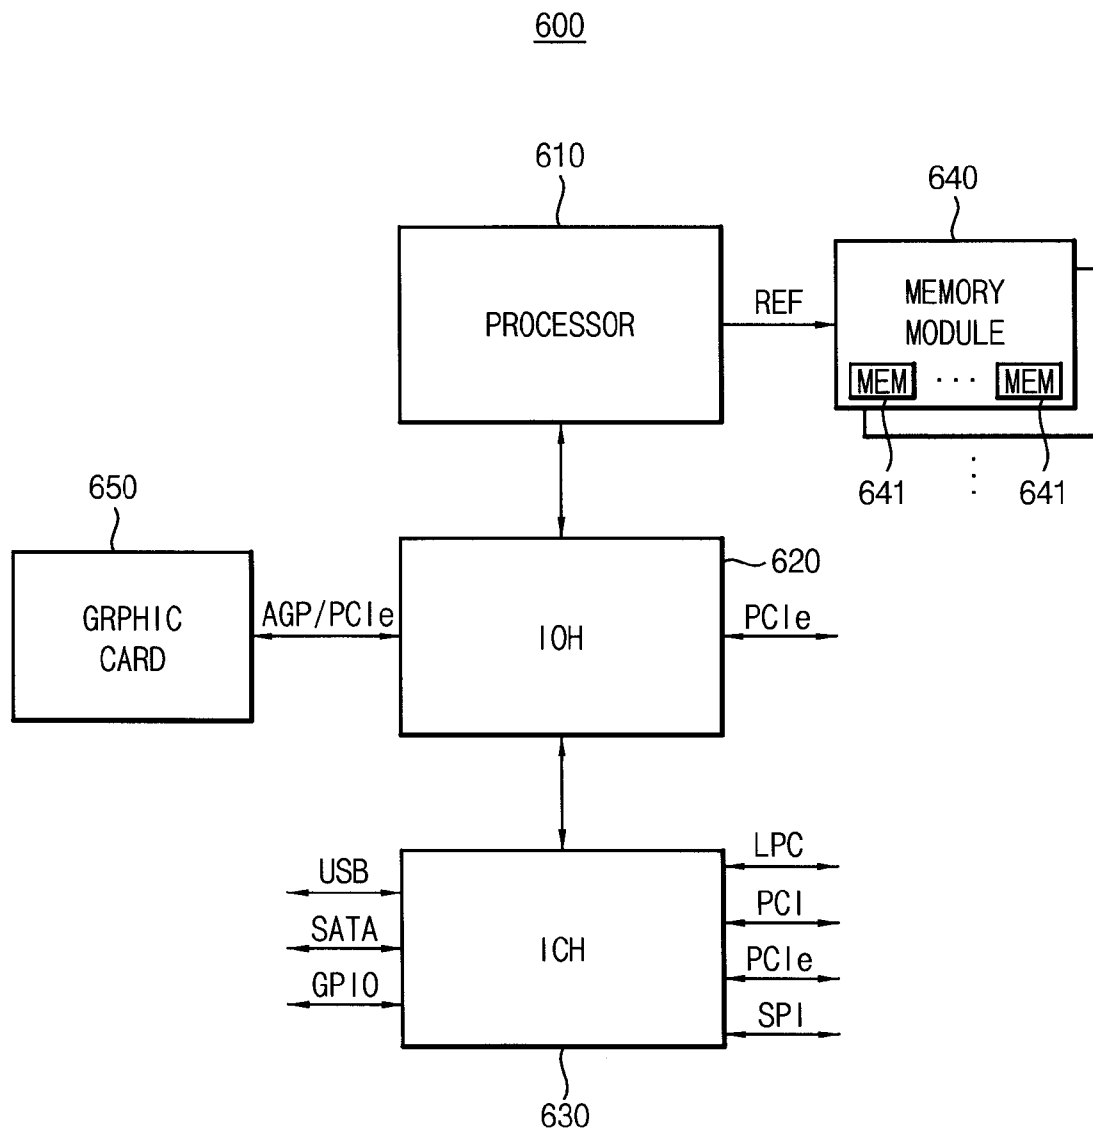 600
610
640
PROCESSOR
REF
MEMORY
MODULE
MEM ... MEM
641
641
650
620
GRPHIC
CARD
AGP/PCIe
IOH
PCIe
USB
SATA
GPIO
ICH
LPC
PCI
PCIe
SPI
630